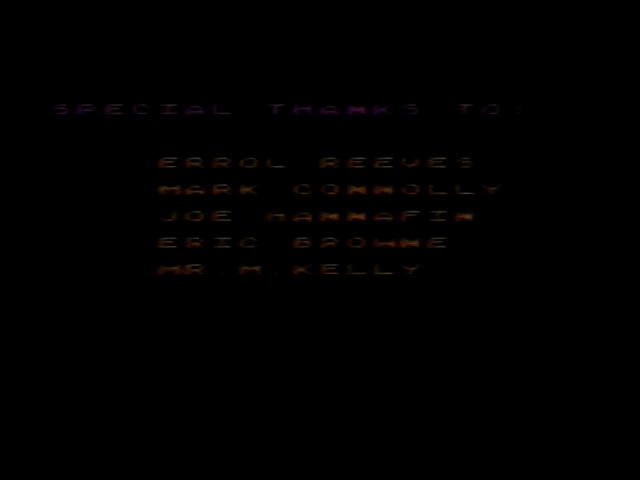 SPECIAL THANKS TO:
ERROL REEVES
MARK CONNOLLY
JOE HANNAFIN
ERIC BROWNE
MR.M.KELLY